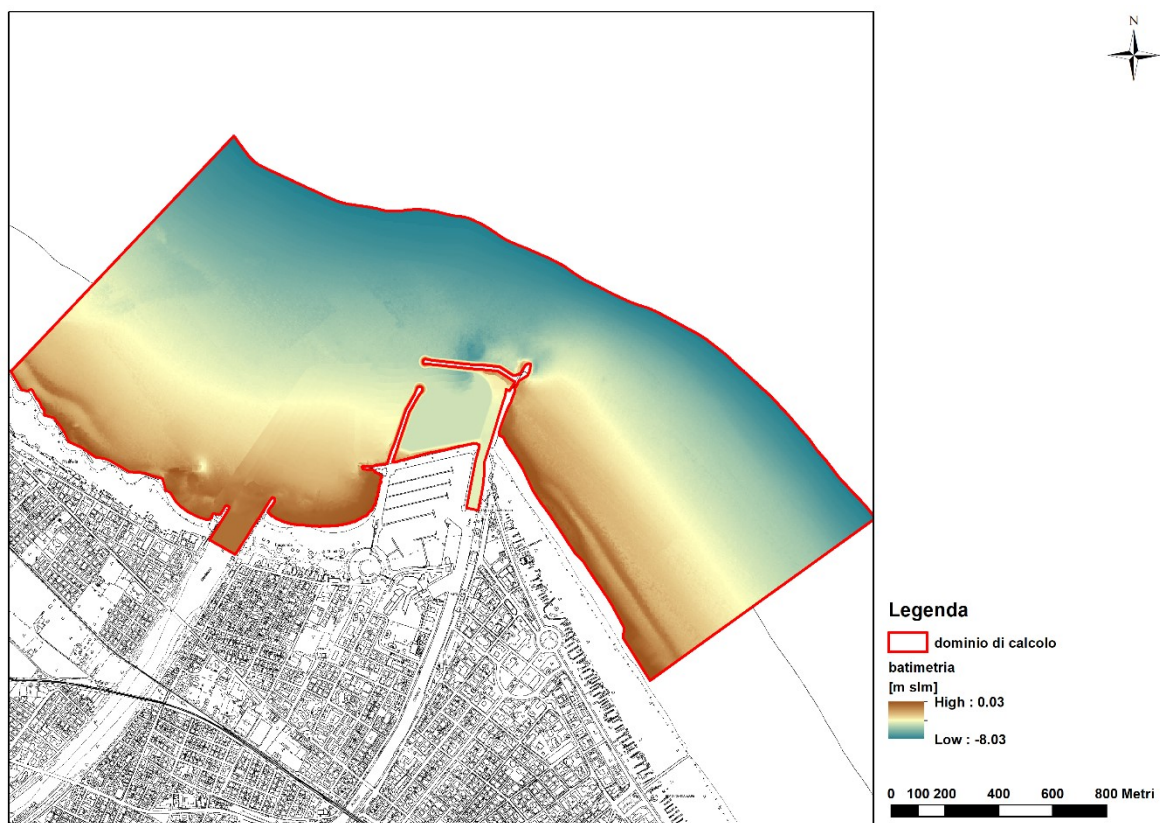 N
Legenda
dominio di calcolo
batimetria
[m slm]
High : 0.03
Low : -8.03
0 100 200 400 600 800 Metri